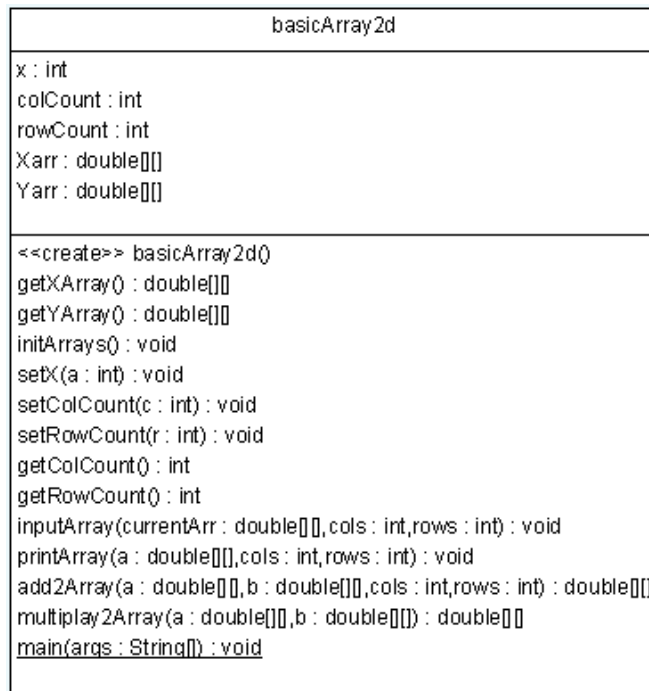 basicArray2d
x : int
colCount : int
rowCount : int
Xarr : double[][]
Yarr : double[][]
<<create>> basicArray2d()
getXArray() : double[][]
getYArray() : double[][]
initArrays() : void
setX(a : int) : void
setColCount(c : int) : void
setRowCount(r : int) : void
getColCount() : int
getRowCount() : int
inputArray(currentArr : double[][],cols : int,rows : int) : void
printArray(a : double[][],cols : int,rows : int) : void
add2Array(a : double[][],b : double[][],cols : int,rows : int) : double[][]
multiplay2Array(a : double[][],b : double[][]) : double[][]
main(args : String[]) : void